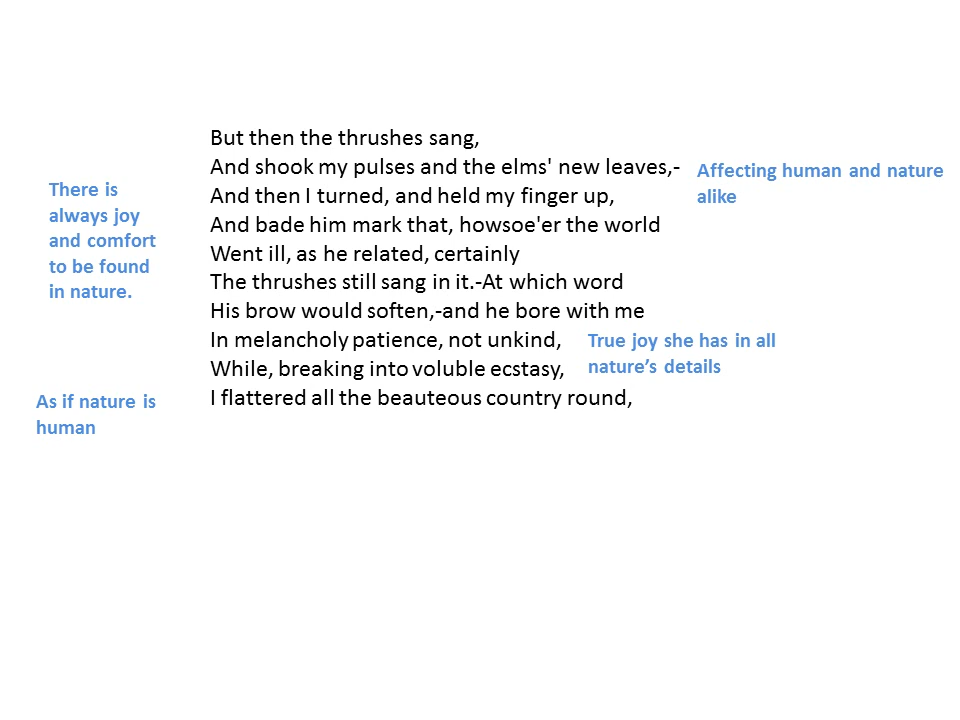 But then the thrushes sang,
And shook my pulses and the elms' new leaves,-
Affecting human and nature
alike
And then I turned, and held my finger up,
And bade him mark that, howsoe'er the world
Went ill, as he related, certainly
The thrushes still sang in it.-At which word
There is
always joy
and comfort
to be found
in nature.
His brow would soften,-and he bore with me
In melancholy patience, not unkind,
While, breaking into voluble ecstasy,
True joy she has in all
nature’s details
I flattered all the beauteous country round,
As if nature is
human